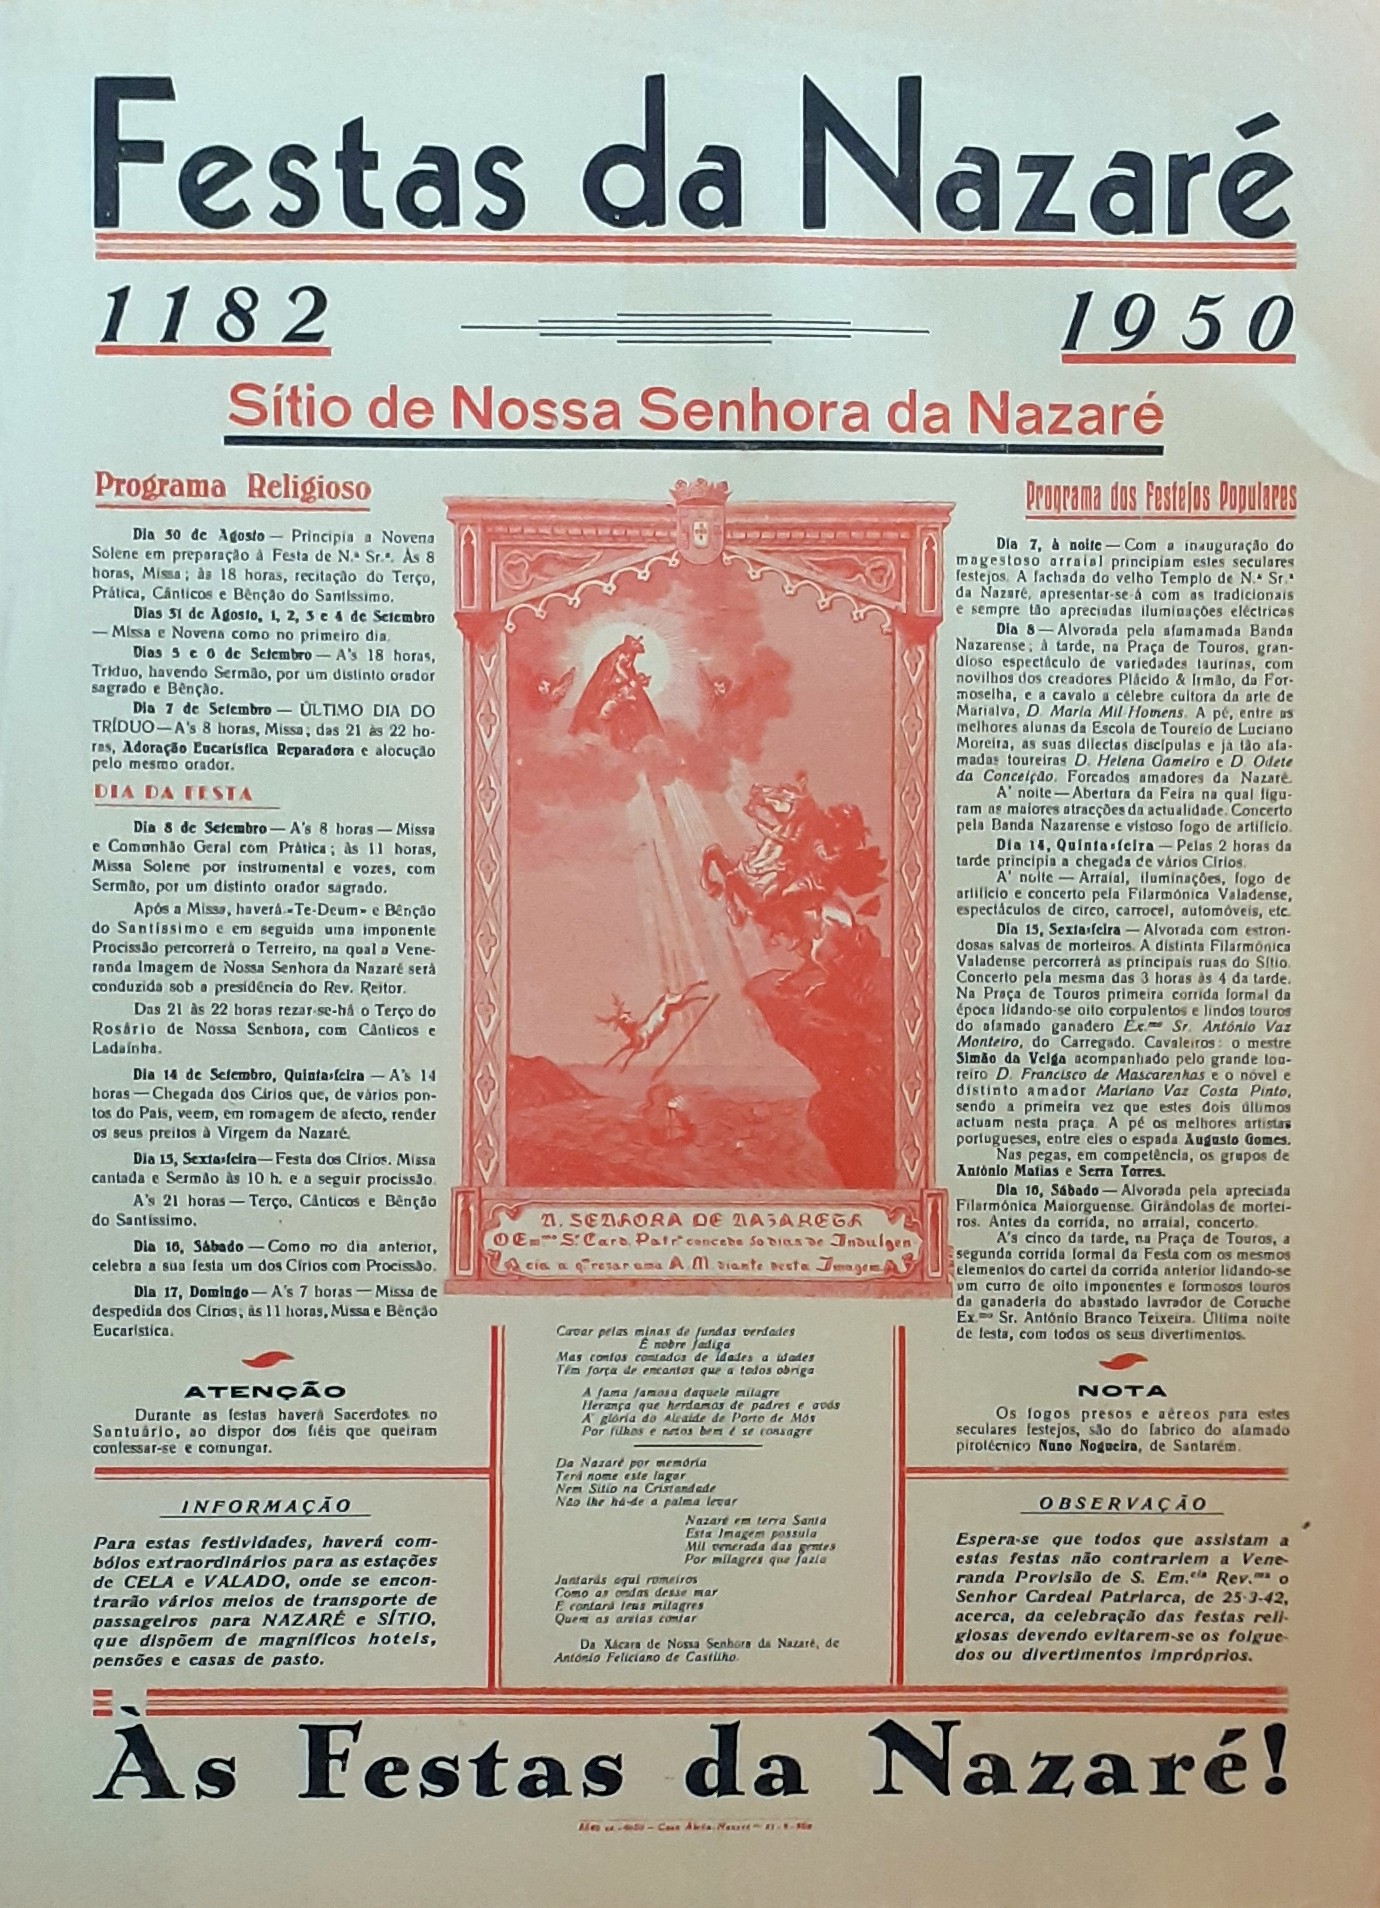 Festas da Nazaré
1182
1950
Sítio de Nossa Senhora da Nazaré
Programa Religioso
Dia 30 de Agosto — Principia a Novena
Solene em preparação à Festa de N.ª Sr.ª. Às 8
horas, Missa; às 18 horas, recitação do Terço,
Prática, Cânticos e Bênção do Santíssimo.
Dias 31 de Agosto, 1, 2, 3 e 4 de Setembro
— Missa e Novena como no primeiro dia.
Dias 5 e 6 de Setembro — A's 18 horas,
Tríduo, havendo Sermão, por um distinto orador
sagrado e Bênção.
Dia 7 de Setembro — ÚLTIMO DIA DO
TRÍDUO — A's 8 horas, Missa; das 21 às 22 ho-
ras, Adoração Eucarística Reparadora e alocução
pelo mesmo orador.
DIA DA FESTA
Dia 8 de Setembro — A's 8 horas — Missa
e Comunhão Geral com Prática; às 11 horas,
Missa Solene por instrumental e vozes, com
Sermão, por um distinto orador sagrado.
Após a Missa, haverá «Te-Deum» e Bênção
do Santíssimo e em seguida uma imponente
Procissão percorrerá o Terreiro, na qual a Vene-
randa Imagem de Nossa Senhora da Nazaré será
conduzida sob a presidência do Rev. Reitor.
Das 21 às 22 horas rezar-se-há o Terço do
Rosário de Nossa Senhora, com Cânticos e
Ladaínha.
Dia 14 de Setembro, Quinta-feira — A's 14
horas — Chegada dos Círios que, de vários pon-
tos do País, veem, em romagem de afecto, render
os seus preitos à Virgem da Nazaré.
Dia 15, Sexta-feira — Festa dos Círios. Missa
cantada e Sermão às 10 h. e a seguir procissão.
A's 21 horas — Terço, Cânticos e Bênção
do Santíssimo.
Dia 16, Sábado — Como no dia anterior,
celebra a sua festa um dos Círios com Procissão.
Dia 17, Domingo — A's 7 horas — Missa de
despedida dos Círios; às 11 horas, Missa e Bênção
Eucarística.
ATENÇÃO
Durante as festas haverá Sacerdotes no
Santuário, ao dispor dos fiéis que queiram
confessar-se e comungar.
INFORMAÇÃO
Para estas festividades, haverá com-
bóios extraordinários para as estações
de CELA e VALADO, onde se encon-
trarão vários meios de transporte de
passageiros para NAZARÉ e SÍTIO,
que dispõem de magníficos hoteis,
pensões e casas de pasto.
N. SENHORA DE NAZARETH
O Em.mo S.r Card. Patr.a concede 50 dias de Indulgen
cia a q.m resar uma A. M. diante desta Imagem
Cavar pelas minas de fundas verdades
É nobre fadiga
Mas contos contados de idades a idades
Têm força de encantos que a todos obriga
A fama famosa daquele milagre
Herança que herdamos de padres e avós
A' glória do Alcaide de Porto de Mós
Por filhos e netos bem é se consagre
Da Nazaré por memória
Terá nome este lugar
Nem Sítio na Cristandade
Não lhe há-de a palma levar
Nazaré em terra Santa
Esta Imagem possuía
Mil venerada das gentes
Por milagres que fazia
Juntarás aqui romeiros
Como as ondas desse mar
E contará teus milagres
Quem as areias contar
Da Xácara de Nossa Senhora da Nazaré, de
António Feliciano de Castilho.
Programa dos Festejos Populares
Dia 7, à noite — Com a inauguração do
magestoso arraial principiam estes seculares
festejos. A fachada do velho Templo de N.ª Sr.ª
da Nazaré, apresentar-se-á com as tradicionais
e sempre tão apreciadas iluminações eléctricas
Dia 8 — Alvorada pela afamamada Banda
Nazarense; à tarde, na Praça de Touros, gran-
dioso espectáculo de variedades taurinas, com
novilhos dos creadores Plácido & Irmão, da For-
moselha, e a cavalo a célebre cultora da arte de
Marialva, D. Maria Mil-Homens. A pé, entre as
melhores alunas da Escola de Toureio de Luciano
Moreira, as suas dilectas discípulas e já tão afa-
madas toureiras D. Helena Gameiro e D. Odete
da Conceição. Forcados amadores da Nazaré.
A' noite — Abertura da Feira na qual figu-
ram as maiores atracções da actualidade. Concerto
pela Banda Nazarense e vistoso fogo de artifício.
Dia 14, Quinta-feira — Pelas 2 horas da
tarde principia a chegada de vários Círios.
A' noite — Arraial, iluminações, fogo de
artifício e concerto pela Filarmónica Valadense,
espectáculos de circo, carrocel, automóveis, etc.
Dia 15, Sexta-feira — Alvorada com estron-
dosas salvas de morteiros. A distinta Filarmónica
Valadense percorrerá as principais ruas do Sítio.
Concerto pela mesma das 3 horas às 4 da tarde.
Na Praça de Touros primeira corrida formal da
época lidando-se oito corpulentos e lindos touros
do afamado ganadero Ex.mo Sr. António Vaz
Monteiro, do Carregado. Cavaleiros: o mestre
Simão da Veiga acompanhado pelo grande tou-
reiro D. Francisco de Mascarenhas e o nóvel e
distinto amador Mariano Vaz Costa Pinto,
sendo a primeira vez que estes dois últimos
actuam nesta praça. A pé os melhores artistas
portugueses, entre eles o espada Augusto Gomes.
Nas pegas, em competência, os grupos de
António Matias e Serra Torres.
Dia 16, Sábado — Alvorada pela apreciada
Filarmónica Maiorguense. Girândolas de mortei-
ros. Antes da corrida, no arraial, concerto.
A's cinco da tarde, na Praça de Touros, a
segunda corrida formal da Festa com os mesmos
elementos do cartel da corrida anterior lidando-se
um curro de oito imponentes e formosos touros
da ganaderia do abastado lavrador de Coruche
Ex.mo Sr. António Branco Teixeira. Última noite
de festa, com todos os seus divertimentos.
NOTA
Os fogos presos e aéreos para estes
seculares festejos, são do fabrico do afamado
pirotécnico Nuno Nogueira, de Santarém.
OBSERVAÇÃO
Espera-se que todos que assistam a
estas festas não contrariem a Vene-
randa Provisão de S. Em.cia Rev.ma o
Senhor Cardeal Patriarca, de 25-3-42,
acerca, da celebração das festas reli-
giosas devendo evitarem-se os folgue-
dos ou divertimentos impróprios.
Às Festas da Nazaré!